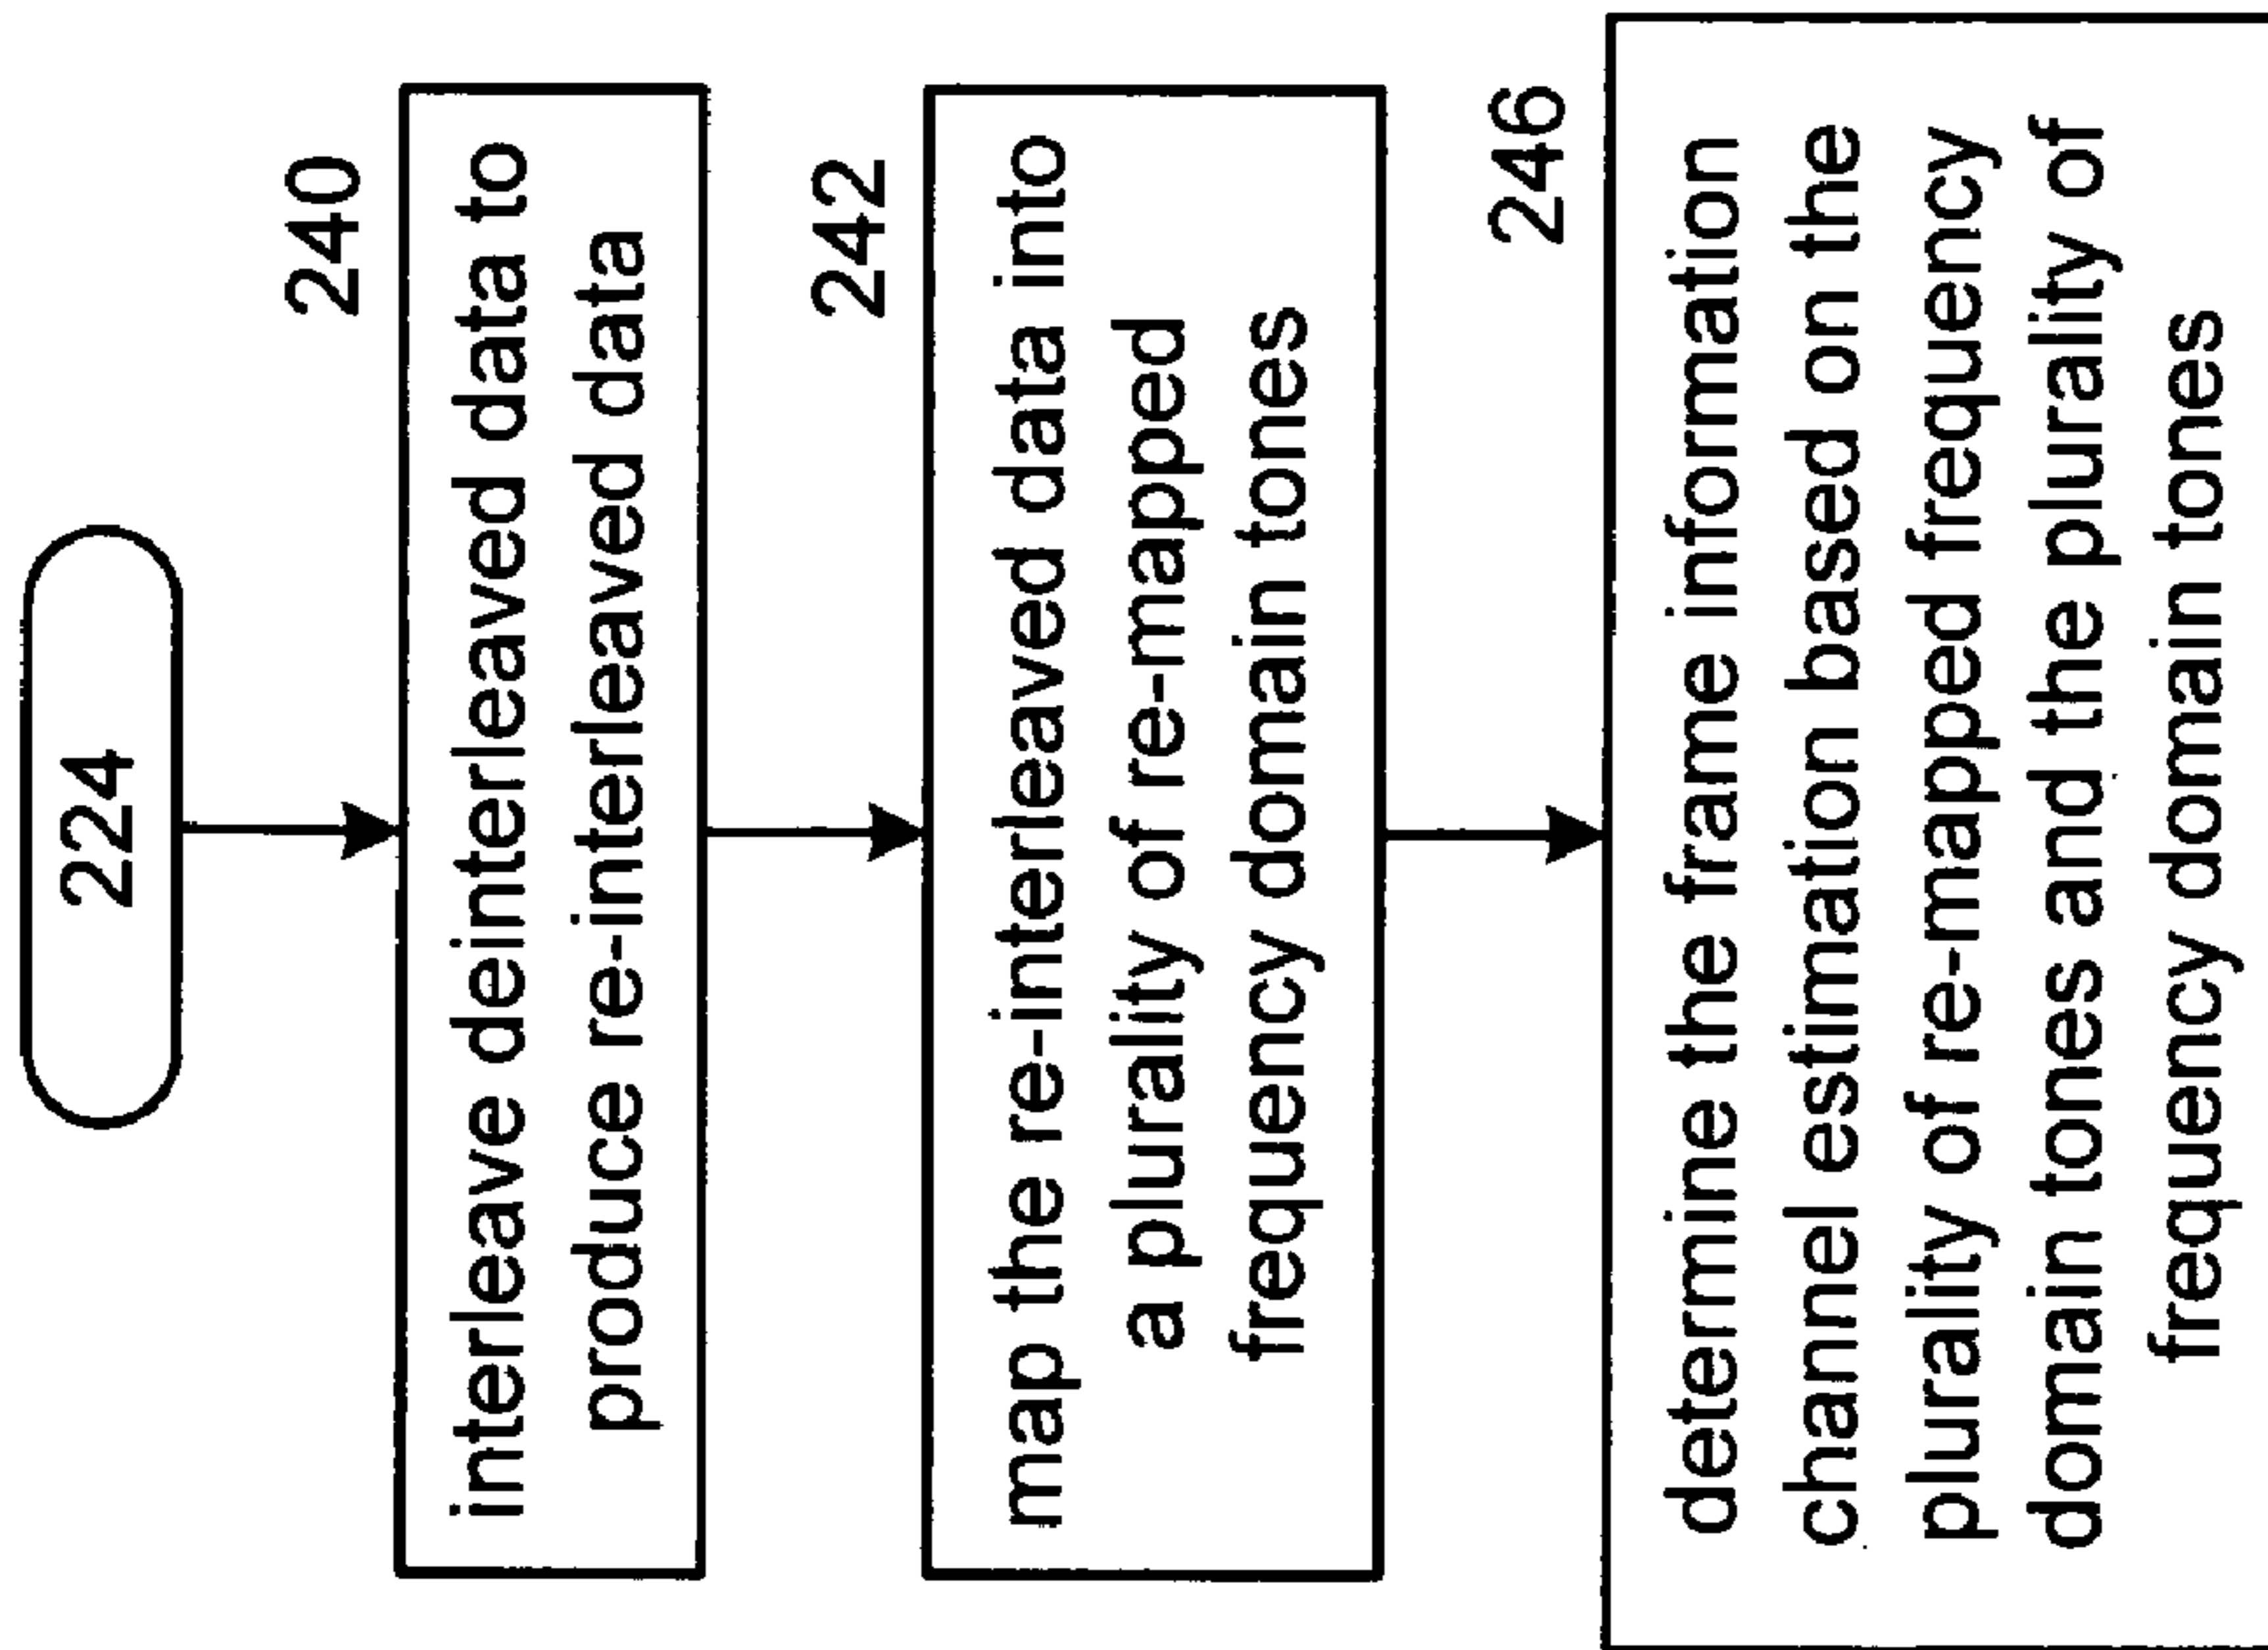 224
240
interleave deinterleaved data to
produce re-interleaved data
242
map the re-interleaved data into
a plurality of re-mapped
frequency domain tones
246
determine the frame information
channel estimation based on the
plurality of re-mapped frequency
domain tones and the plurality of
frequency domain tones